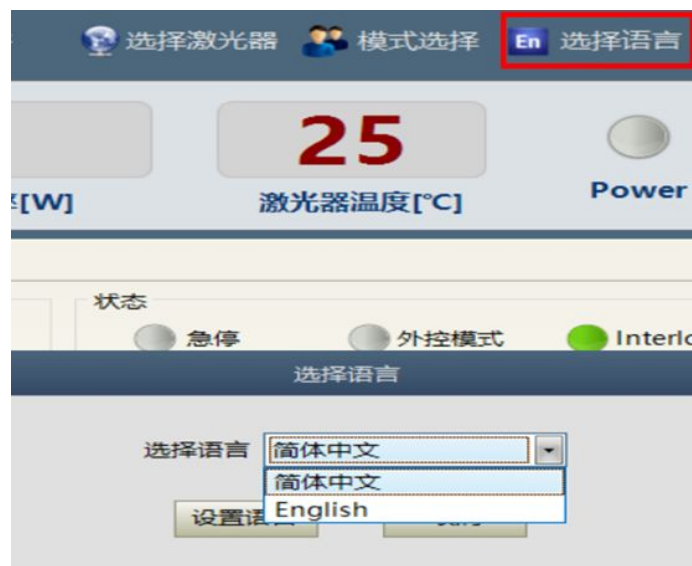 选择激光器 模式选择 En 选择语言
25
[W] 激光器温度[℃] Power
状态
急停 外控模式 Interlo
选择语言
选择语言 简体中文
简体中文
English
设置语